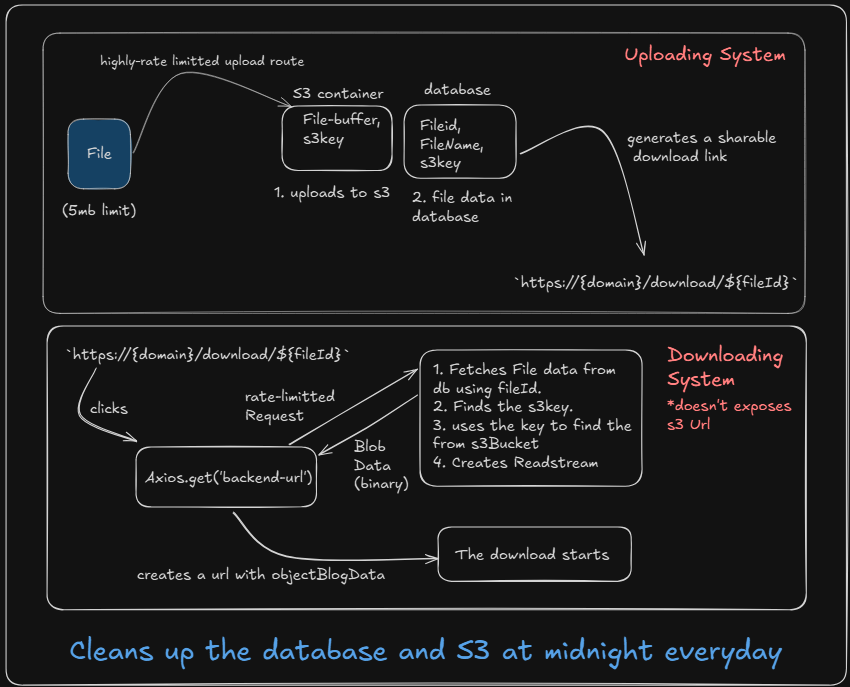 Uploading System
highly-rate limitted upload route
S3 container
database
File
File-buffer,
s3key
Fileid,
FileName,
s3key
generates a sharable
download link
(5mb limit)
1. uploads to s3
2. file data in
database
`https://{domain}/download/${fileId}`
Downloading
System
*doesn't exposes
s3 Url
`https://{domain}/download/${fileId}`
clicks
rate-limitted
Request
1. Fetches File data from
db using fileId.
2. Finds the s3key.
3. uses the key to find the
from s3Bucket
4. Creates Readstream
Blob
Data
(binary)
Axios.get('backend-url')
The download starts
creates a url with objectBlogData
Cleans up the database and S3 at midnight everyday